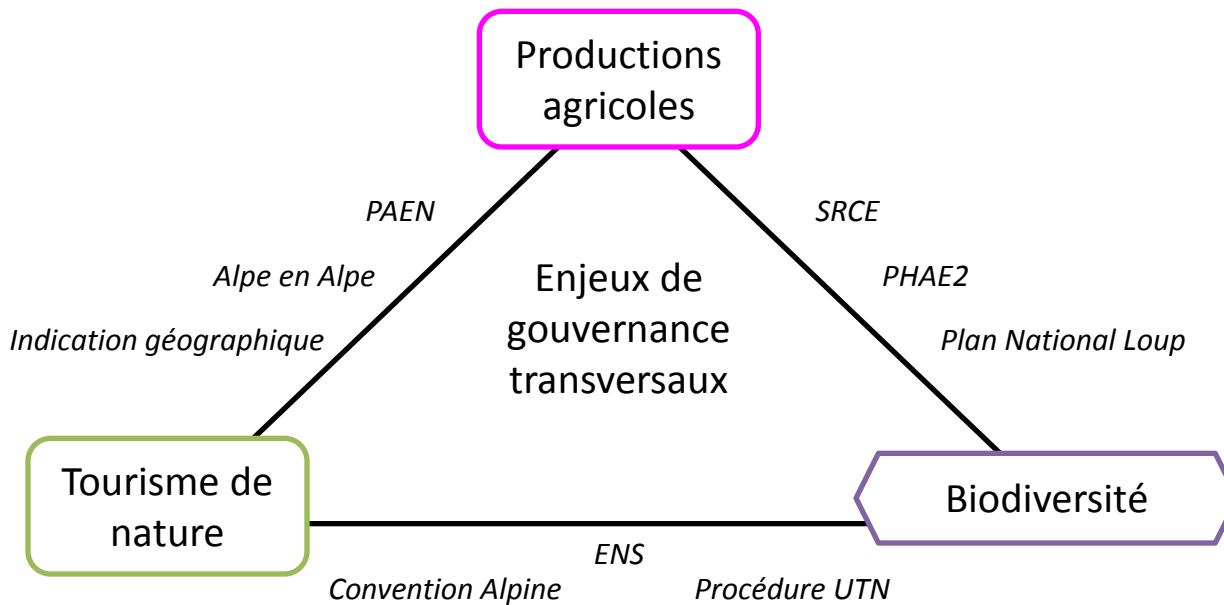 Productions
agricoles
PAEN
SRCE
Alpe en Alpe
Enjeux de
gouvernance
transversaux
PHAE2
Indication géographique
Plan National Loup
Tourisme de
nature
Biodiversité
ENS
Convention Alpine
Procédure UTN